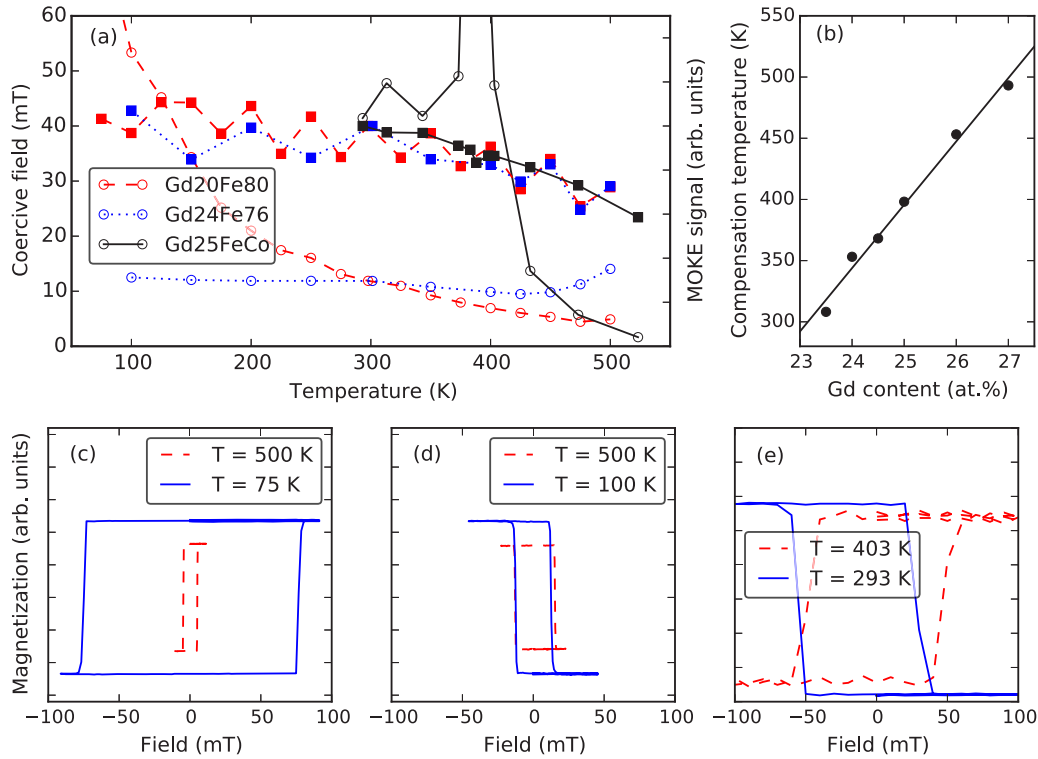 (a)
60
50
40
30
20
10
0
Coercive field (mT)
Gd20Fe80
Gd24Fe76
Gd25FeCo
100 200 300 400 500
Temperature (K)
MOKE signal (arb. units)
(b)
550
500
450
400
350
300
Compensation temperature (K)
23 24 25 26 27
Gd content (at.%)
(c)
T = 500 K
T = 75 K
Magnetization (arb. units)
−100 −50 0 50 100
Field (mT)
(d)
T = 500 K
T = 100 K
−100 −50 0 50 100
Field (mT)
(e)
T = 403 K
T = 293 K
−100 −50 0 50 100
Field (mT)